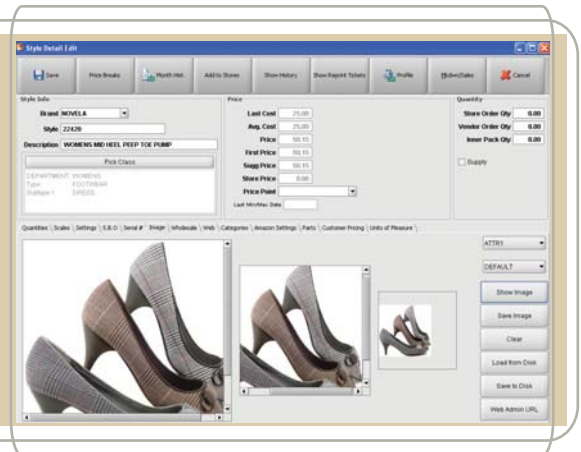 Style Detail Edit
Save Price Breaks Month Hist. Add to Stores Show History Show Reprint Tickets Profile Mkdwn/Sales Cancel
Style Info
Brand NOVELA
Style 22420
Description WOMENS MID HEEL PEEP TOE PUMP
Pick Class
DEPARTMENT WOMENS
Type FOOTWEAR
Subtype 1 DRESS
Price
Last Cost 25.00
Avg. Cost 25.00
Price 50.15
First Price 50.15
Sugg Price 50.15
Store Price 0.00
Price Point
Last Min/Max Date
Quantity
Store Order Qty 0.00
Vendor Order Qty 0.00
Inner Pack Qty 0.00
Supply
Quantities Scales Settings S.B.O Serial # Image Wholesale Web Categories Amazon Settings Parts Customer Pricing Units of Measure
ATTR1
DEFAULT
Show Image
Save Image
Clear
Load from Disk
Save to Disk
Web Admin URL